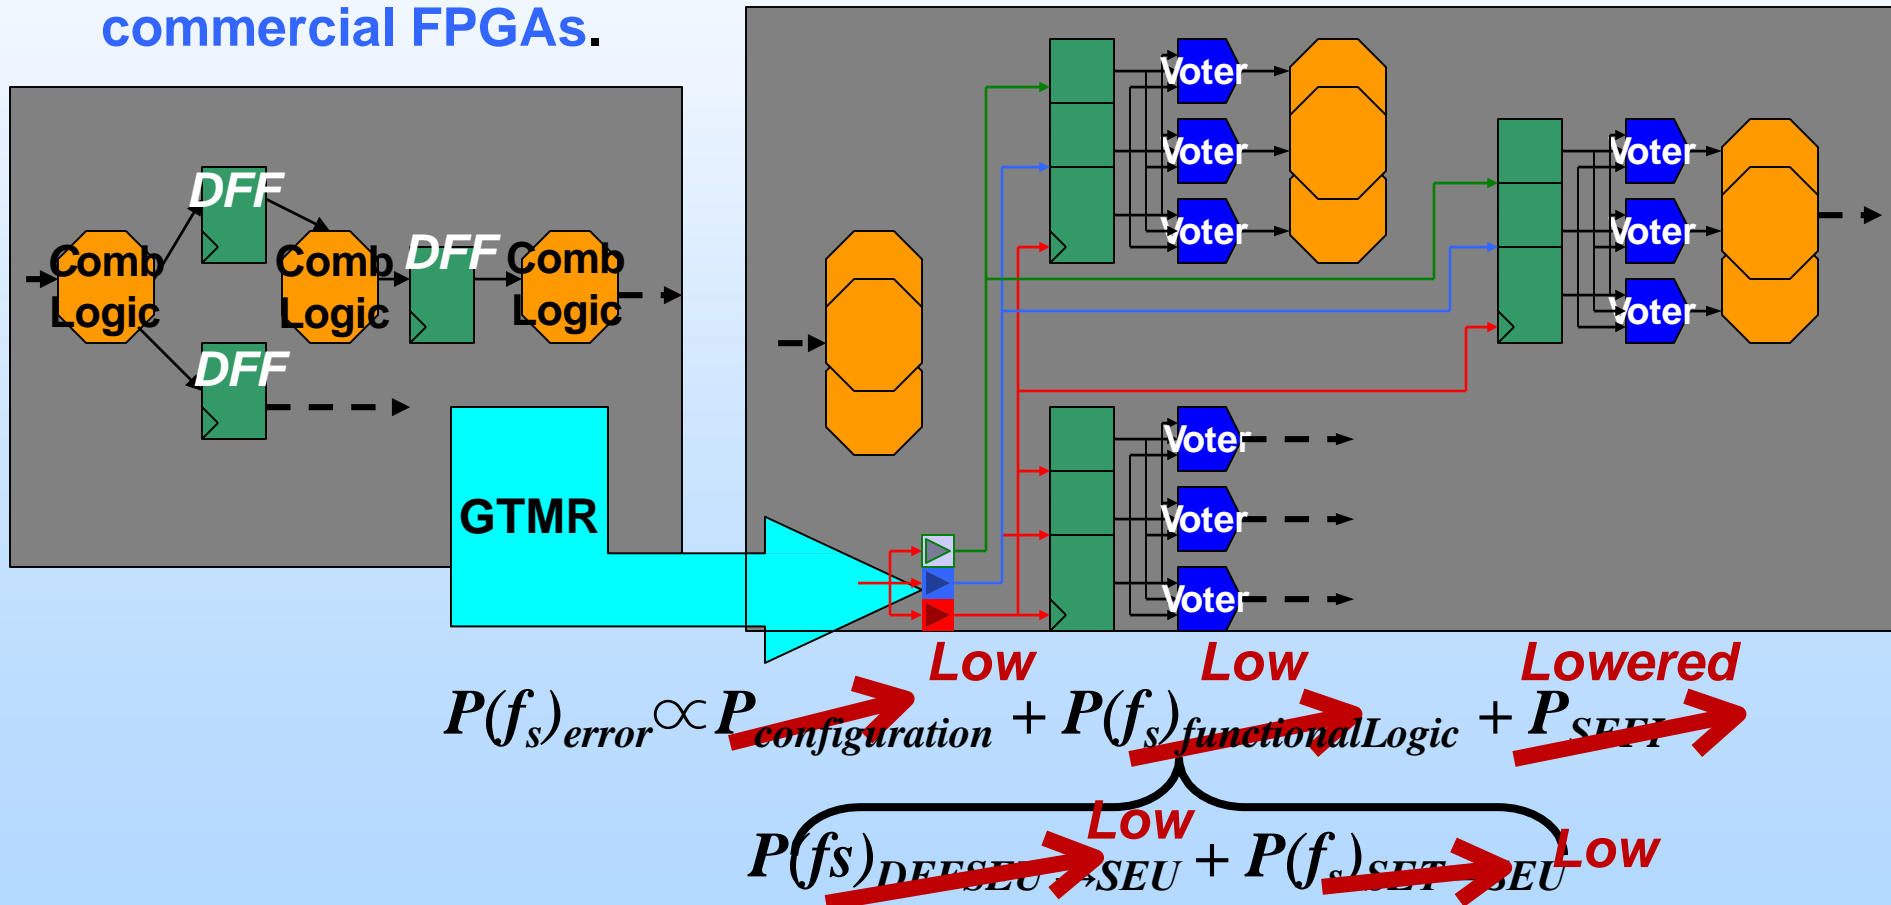 commercial FPGAs.
DFF
Comb
Logic
Comb
Logic
DFF
Comb
Logic
DFF
GTMR
Voter
Voter
Voter
Voter
Voter
Voter
Voter
Voter
Voter
Low
Low
Lowered
P(fs)error∝Pconfiguration + P(fs)functionalLogic + PSEFI
Low
P(fs)DFFSEU→SEU + P(fs)SET→SEU
Low